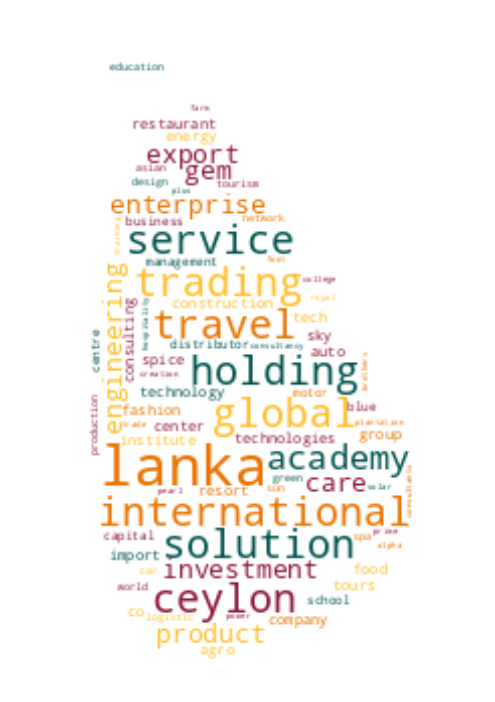 education
farm
restaurant
energy
export
asian
gem
design
tourism
plus
enterprise
business
network
training
service
management
food
trading
college
engineering
construction
royal
consulting
hospitality
travel
tech
sky
centre
distributor
consultancy
auto
spice
holding
brothers
creation
technology
motor
production
fashion
global
blue
trade
center
plantation
institute
technologies
group
lanka
academy
green
care
solar
pearl
resort
sun
consultants
international
capital
solution
prime
spa
alpha
import
investment
car
food
world
tours
ceylon
school
co
logistic
power
company
product
agro